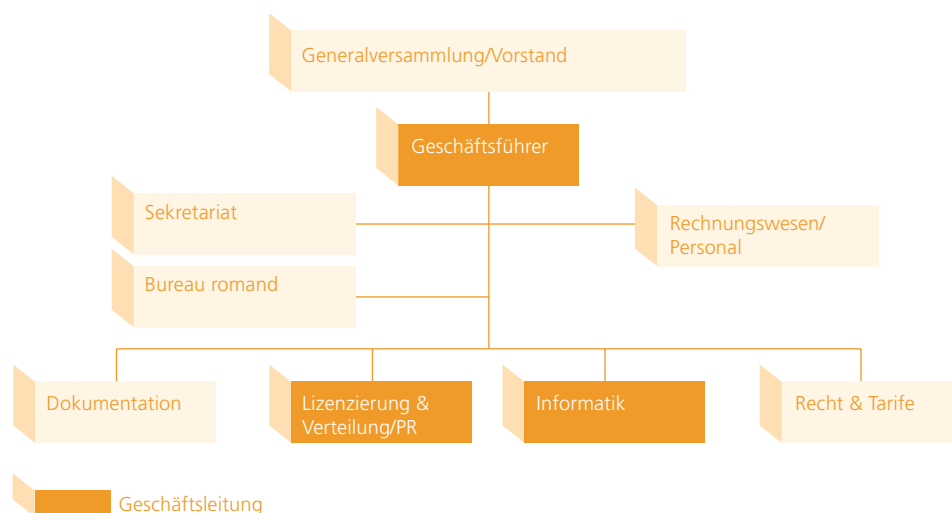 Generalversammlung/Vorstand
Geschäftsführer
Sekretariat
Rechnungswesen/
Personal
Bureau romand
Dokumentation
Lizenzierung &
Verteilung/PR
Informatik
Recht & Tarife
Geschäftsleitung